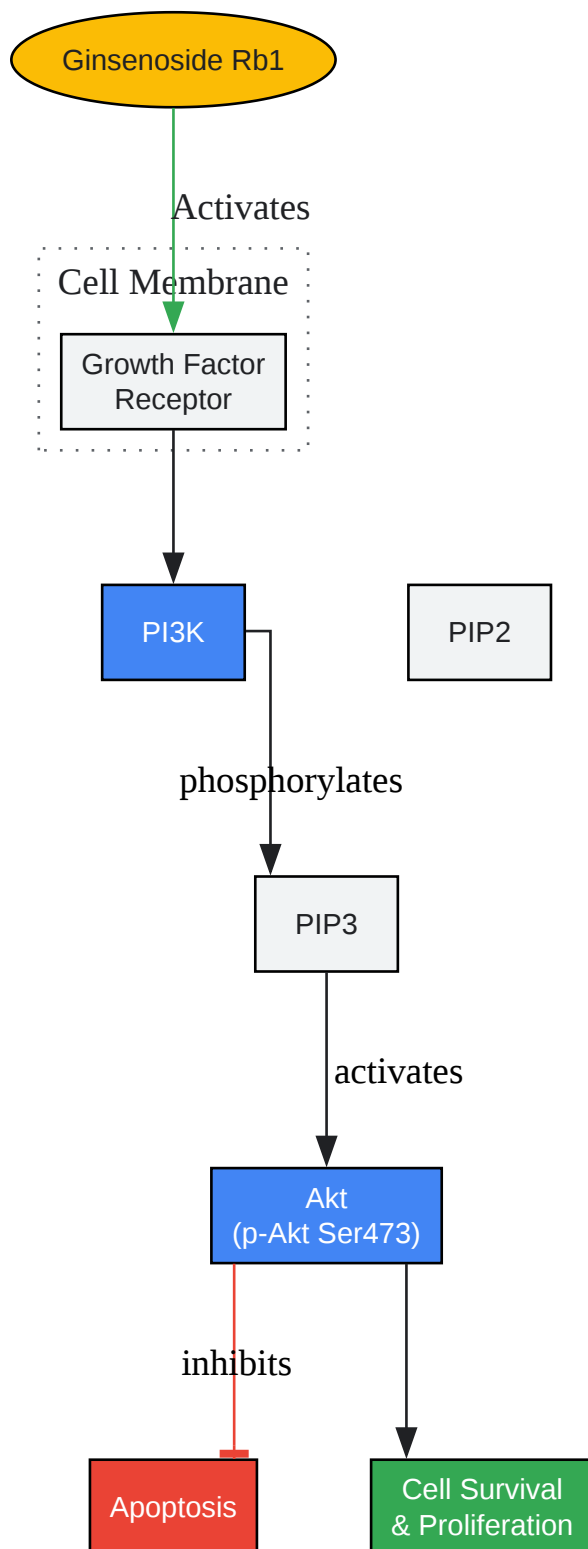 Ginsenoside Rb1
Activates
Cell Membrane
Growth Factor
Receptor
PI3K
PIP2
phosphorylates
PIP3
activates
Akt
(p-Akt Ser473)
inhibits
Apoptosis
Cell Survival
& Proliferation